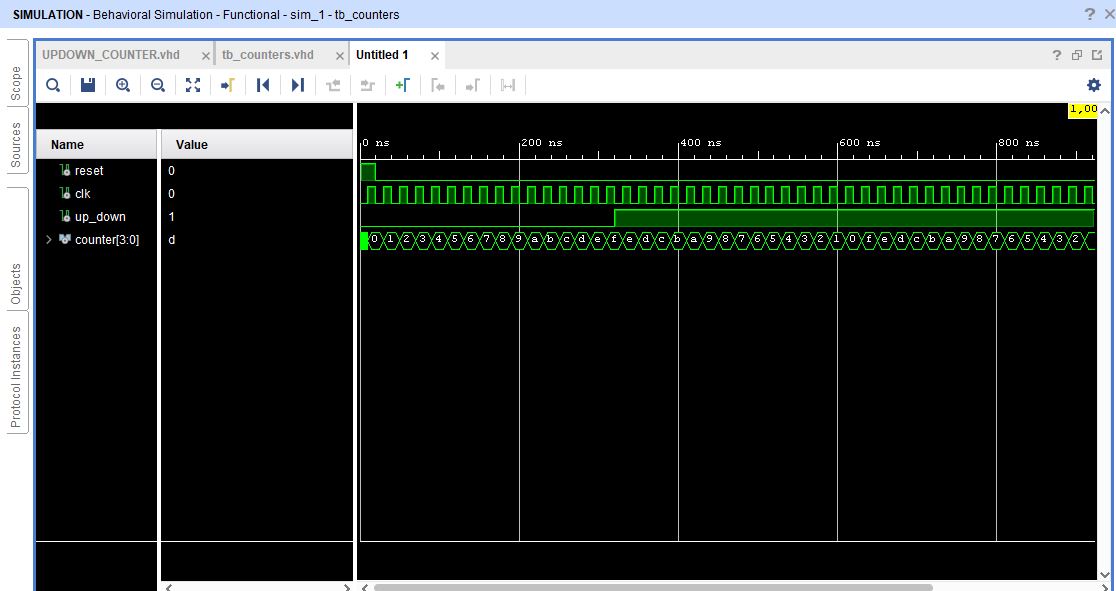 SIMULATION - Behavioral Simulation - Functional - sim_1 - tb_counters
? ×
UPDOWN_COUNTER.vhd × tb_counters.vhd × Untitled 1 ×
?
Scope
Sources
Objects
Protocol Instances
1,00
Name Value
0 ns 200 ns 400 ns 600 ns 800 ns
reset 0
clk 0
up_down 1
counter[3:0] d
0 1 2 3 4 5 6 7 8 9 a b c d e f e d c b a 9 8 7 6 5 4 3 2 1 0 f e d c b a 9 8 7 6 5 4 3 2